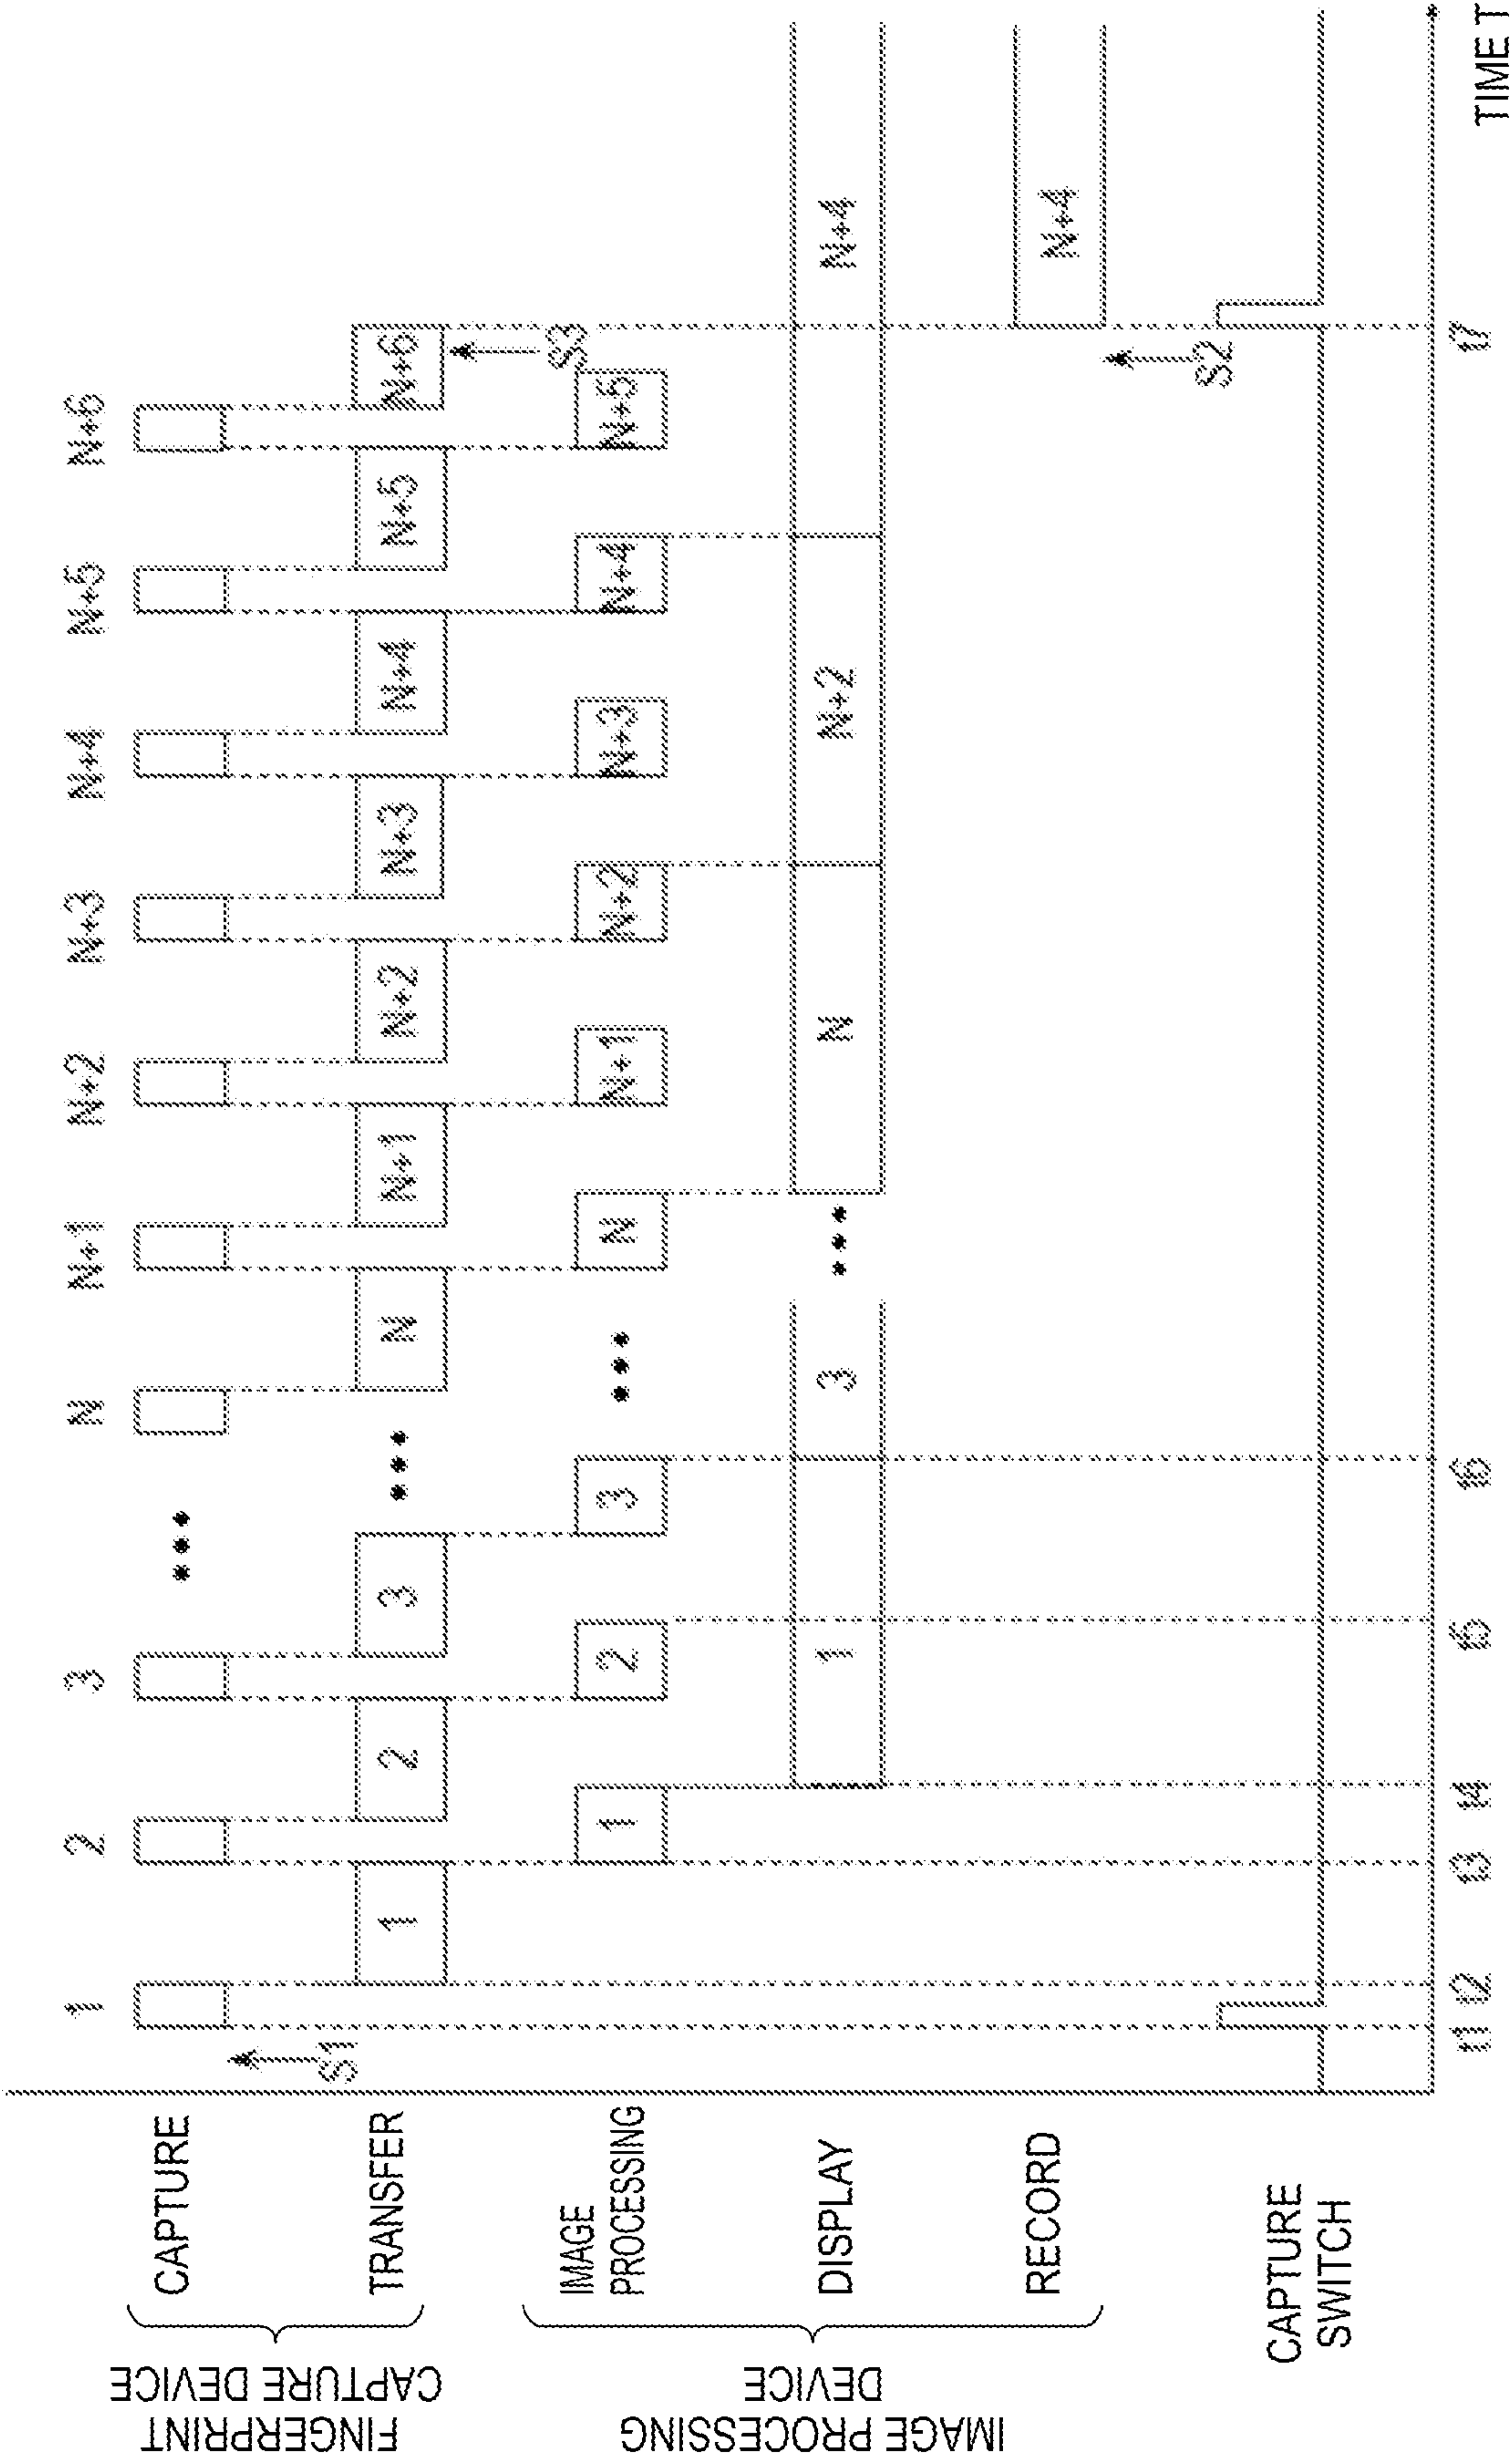 1 2 3 ••• N N+1 N+2 N+3 N+4 N+5 N+6
FINGERPRINT
CAPTURE DEVICE
CAPTURE
S1
TRANSFER
1 2 3 ••• N N+1 N+2 N+3 N+4 N+5 N+6
S3
IMAGE PROCESSING
DEVICE
IMAGE
PROCESSING
1 2 3 ••• N N+1 N+2 N+3 N+4 N+5
DISPLAY
1 3 ••• N N+2 N+4
RECORD
N+4
S2
CAPTURE
SWITCH
t1 t2 t3 t4 t5 t6 t7
TIME T